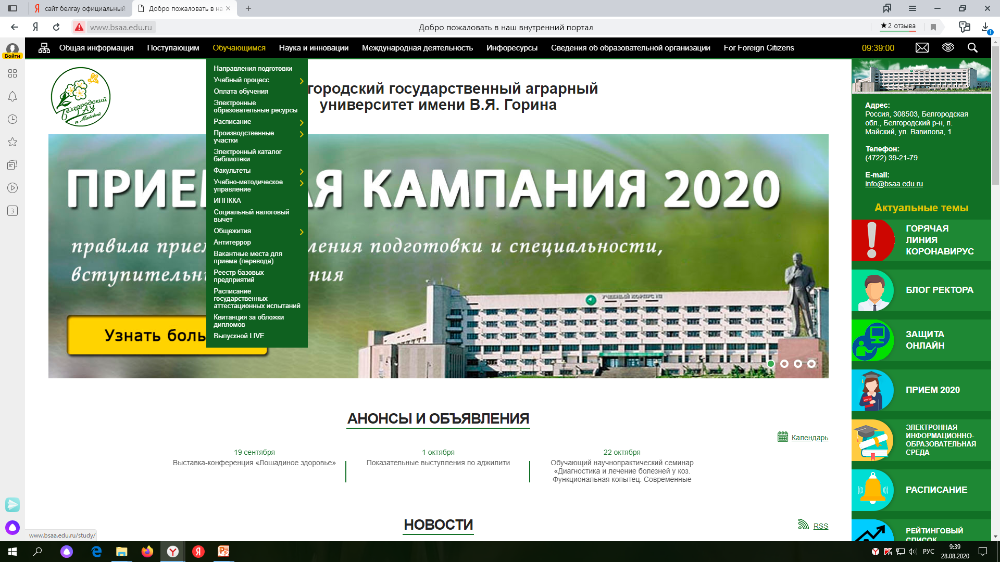 сайт белгау официальный
Добро пожаловать в на
www.bsaa.edu.ru
Добро пожаловать в наш внутренний портал
★2 отзыва
1
Войти
3
Общая информация
Поступающим
Обучающимся
Наука и инновации
Международная деятельность
Инфоресурсы
Сведения об образовательной организации
For Foreign Citizens
09:39:00
Белгородский
ГАУ
п. Майский
городский государственный аграрный
университет имени В.Я. Горина
Направления подготовки
Учебный процесс
Оплата обучения
Электронные
образовательные ресурсы
Расписание
Производственные
участки
Электронный каталог
библиотеки
Факультеты
Учебно-методическое
управление
ИППККА
Социальный налоговый
вычет
Общежития
Антитеррор
Вакантные места для
приема (перевода)
Реестр базовых
предприятий
Расписание
государственных
аттестационных испытаний
Квитанция за обложки
дипломов
Выпускной LIVE
ПРИЕМ АЯ КАМПАНИЯ 2020
правила прие ления подготовки и специальности,
вступительн ния
Узнать боль
УЧЕБНЫЙ КОРПУС №1
АНОНСЫ И ОБЪЯВЛЕНИЯ
Календарь
19 сентября
Выставка-конференция «Лошадиное здоровье»
1 октября
Показательные выступления по аджилити
22 октября
Обучающий научнопрактический семинар
«Диагностика и лечение болезней у коз.
Функциональная копытец. Современные
НОВОСТИ
RSS
Адрес:
Россия, 308503, Белгородская
обл., Белгородский р-н, п.
Майский, ул. Вавилова, 1
Телефон:
(4722) 39-21-79
E-mail:
info@bsaa.edu.ru
Актуальные темы
ГОРЯЧАЯ
ЛИНИЯ
КОРОНАВИРУС
БЛОГ РЕКТОРА
ЗАЩИТА
ОНЛАЙН
ПРИЕМ 2020
ЭЛЕКТРОННАЯ
ИНФОРМАЦИОННО-
ОБРАЗОВАТЕЛЬНАЯ
СРЕДА
РАСПИСАНИЕ
РЕЙТИНГОВЫЙ
СПИСОК
www.bsaa.edu.ru/study/
РУС
9:39
28.08.2020